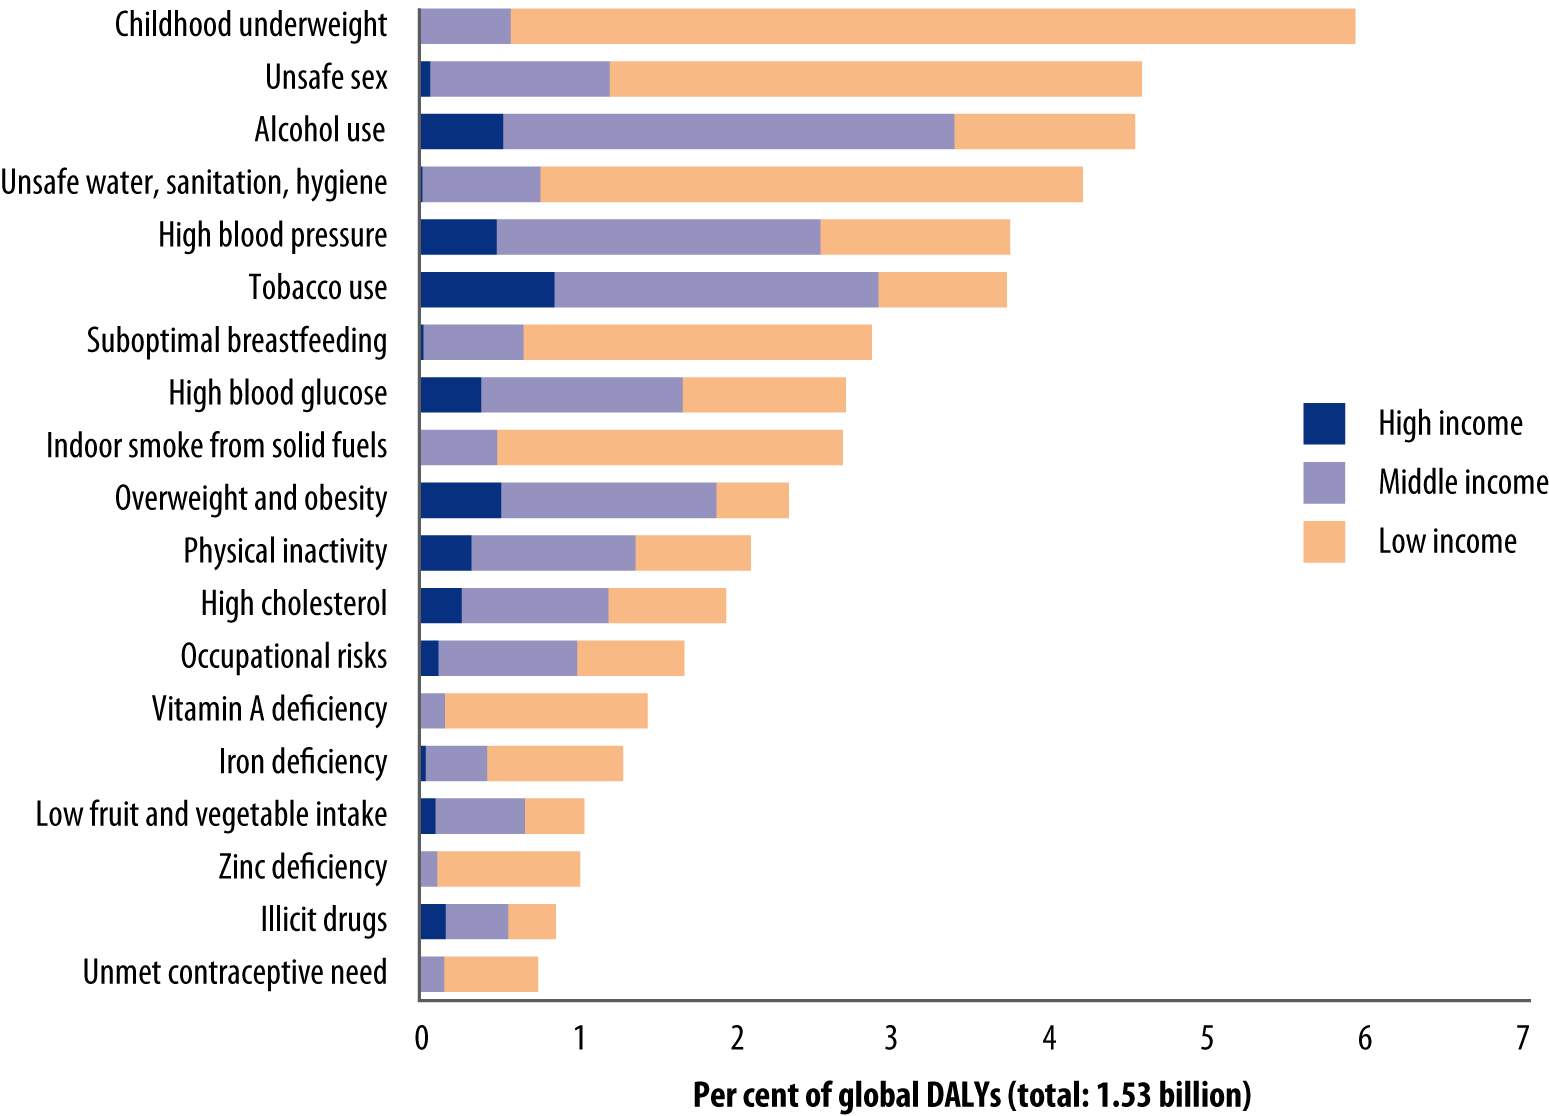 Childhood underweight
Unsafe sex
Alcohol use
Unsafe water, sanitation, hygiene
High blood pressure
Tobacco use
Suboptimal breastfeeding
High blood glucose
Indoor smoke from solid fuels
Overweight and obesity
Physical inactivity
High cholesterol
Occupational risks
Vitamin A deficiency
Iron deficiency
Low fruit and vegetable intake
Zinc deficiency
Illicit drugs
Unmet contraceptive need
High income
Middle income
Low income
0 1 2 3 4 5 6 7
Per cent of global DALYs (total: 1.53 billion)